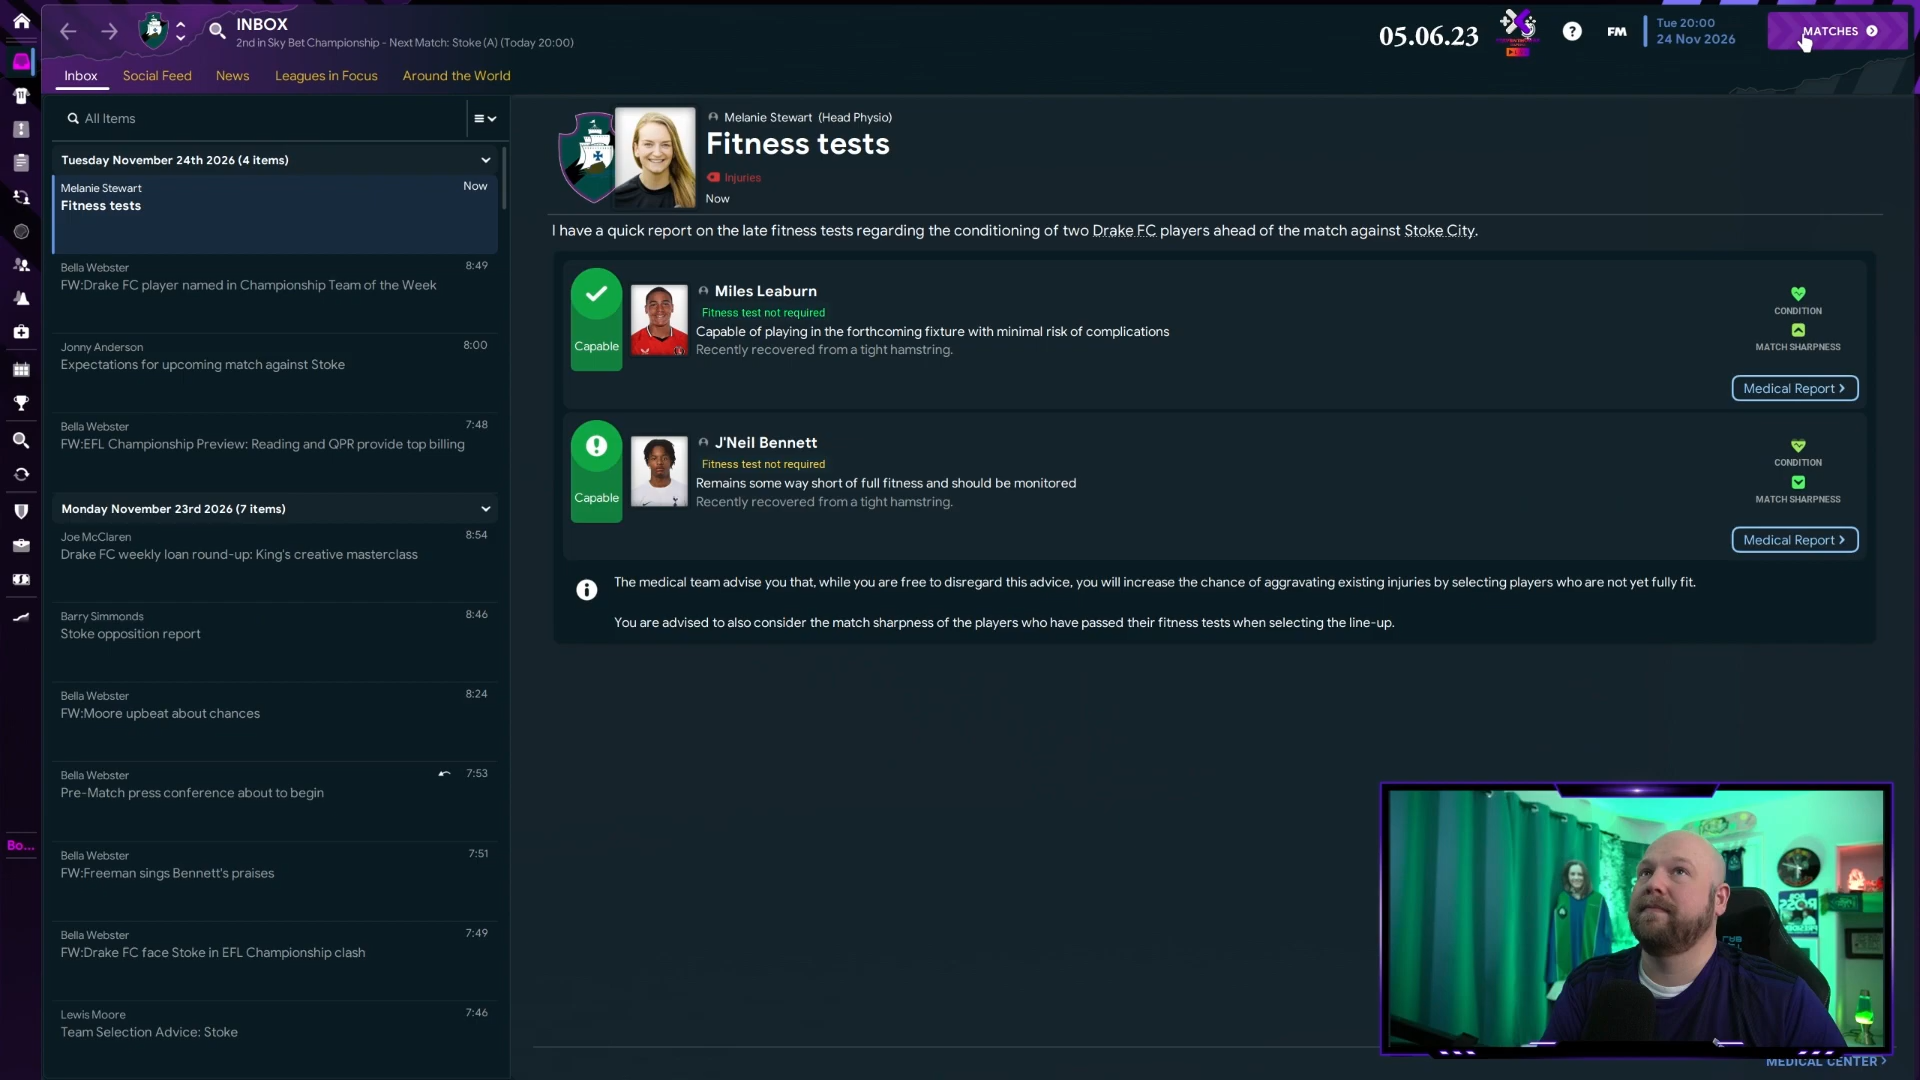 INBOX
2nd in Sky Bet Championship - Next Match: Stoke (A) (Today 20:00)
05.06.23
FM
Tue 20:00
24 Nov 2026
MATCHES
Inbox
Social Feed
News
Leagues in Focus
Around the World
All Items
Tuesday November 24th 2026 (4 items)
Melanie Stewart
Now
Fitness tests
Bella Webster
8:49
FW:Drake FC player named in Championship Team of the Week
Jonny Anderson
8:00
Expectations for upcoming match against Stoke
Bella Webster
7:48
FW:EFL Championship Preview: Reading and QPR provide top billing
Monday November 23rd 2026 (7 items)
Joe McClaren
8:54
Drake FC weekly loan round-up: King's creative masterclass
Barry Simmonds
8:46
Stoke opposition report
Bella Webster
8:24
FW:Moore upbeat about chances
Bella Webster
7:53
Pre-Match press conference about to begin
Bella Webster
7:51
FW:Freeman sings Bennett's praises
Bella Webster
7:49
FW:Drake FC face Stoke in EFL Championship clash
Lewis Moore
7:46
Team Selection Advice: Stoke
Bo...
Melanie Stewart (Head Physio)
Fitness tests
Injuries
Now
I have a quick report on the late fitness tests regarding the conditioning of two Drake FC players ahead of the match against Stoke City.
Capable
Miles Leaburn
Fitness test not required
Capable of playing in the forthcoming fixture with minimal risk of complications
Recently recovered from a tight hamstring.
CONDITION
MATCH SHARPNESS
Medical Report
Capable
J'Neil Bennett
Fitness test not required
Remains some way short of full fitness and should be monitored
Recently recovered from a tight hamstring.
CONDITION
MATCH SHARPNESS
Medical Report
The medical team advise you that, while you are free to disregard this advice, you will increase the chance of aggravating existing injuries by selecting players who are not yet fully fit.
You are advised to also consider the match sharpness of the players who have passed their fitness tests when selecting the line-up.
ROSS
MEDICAL CENTER